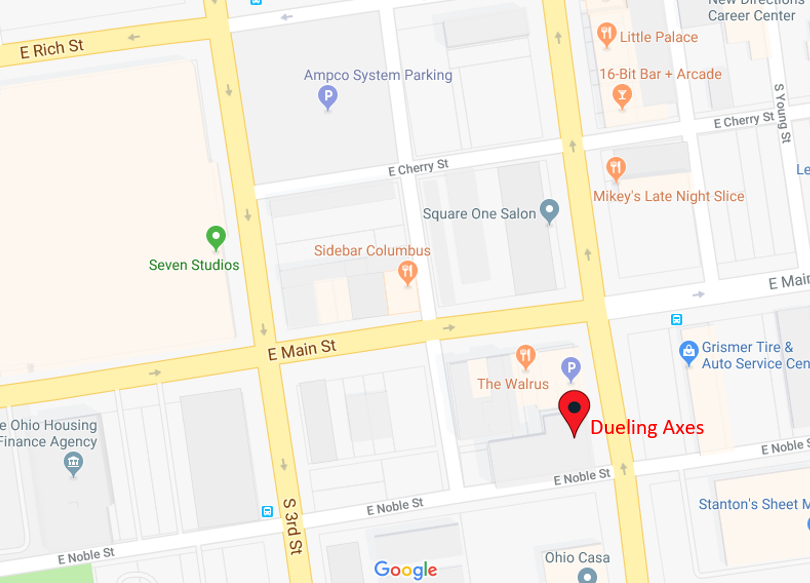 New Directions
Career Center
E Rich St
Little Palace
Ampco System Parking
P
16-Bit Bar + Arcade
S Young St
E Cherry St
E Cherry St
Mikey's Late Night Slice
Le
Square One Salon
Sidebar Columbus
Seven Studios
E Main
E Main St
Grismer Tire &
Auto Service Cen
The Walrus
P
Dueling Axes
e Ohio Housing
Finance Agency
E Noble S
E Noble St
E Noble St
S 3rd St
Stanton's Sheet M
E Noble St
Google
Ohio Casa